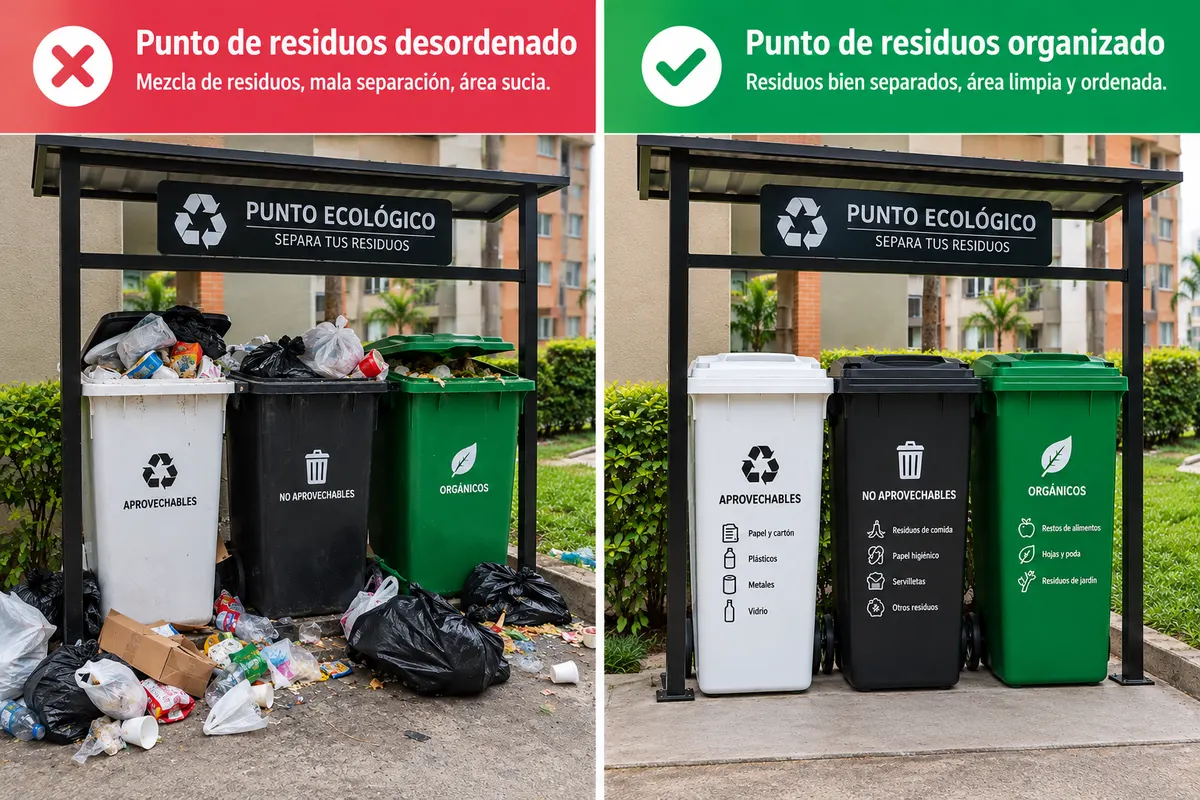 Punto de residuos desordenado
Mezcla de residuos, mala separación, área sucia.
PUNTO ECOLÓGICO
SEPARA TUS RESIDUOS
APROVECHABLES
NO APROVECHABLES
ORGÁNICOS
Punto de residuos organizado
Residuos bien separados, área limpia y ordenada.
PUNTO ECOLÓGICO
SEPARA TUS RESIDUOS
APROVECHABLES
Papel y cartón
Plásticos
Metales
Vidrio
NO APROVECHABLES
Residuos de comida
Papel higiénico
Servilletas
Otros residuos
ORGÁNICOS
Restos de alimentos
Hojas y poda
Residuos de jardín